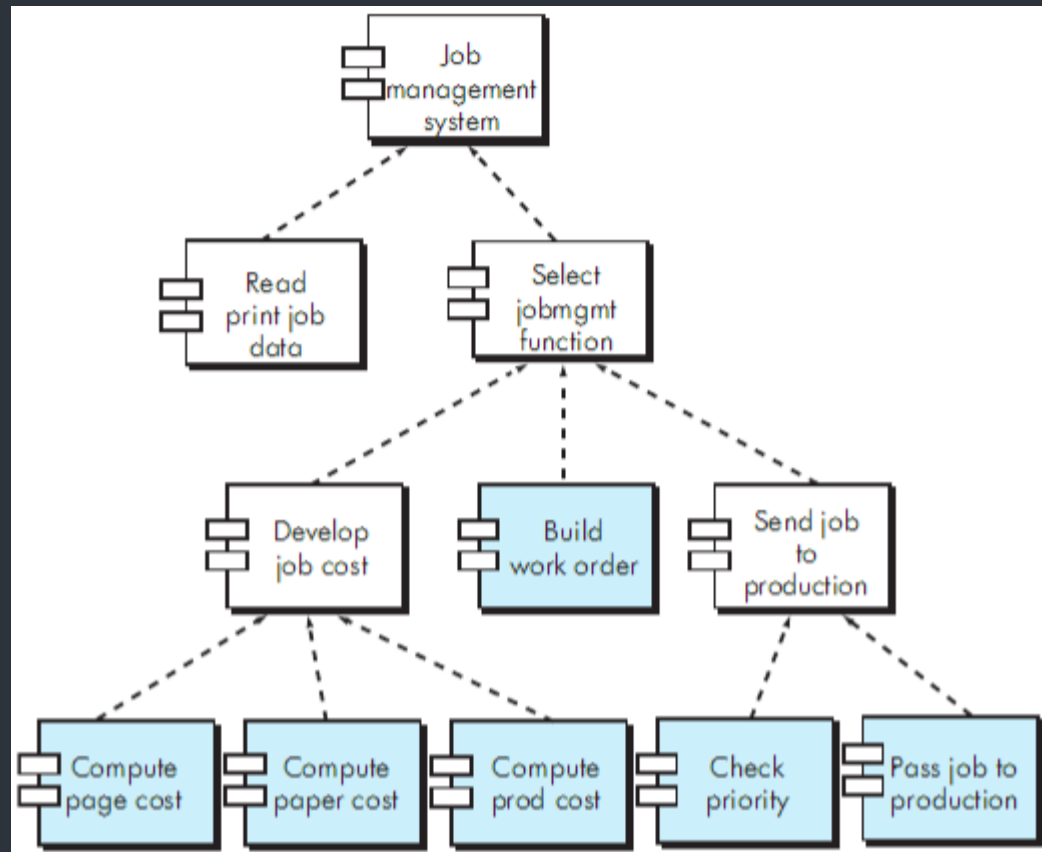 Job
management
system
Read
print job
data
Select
jobmgmt
function
Develop
job cost
Build
work order
Send job
to
production
Compute
page cost
Compute
paper cost
Compute
prod cost
Check
priority
Pass job to
production